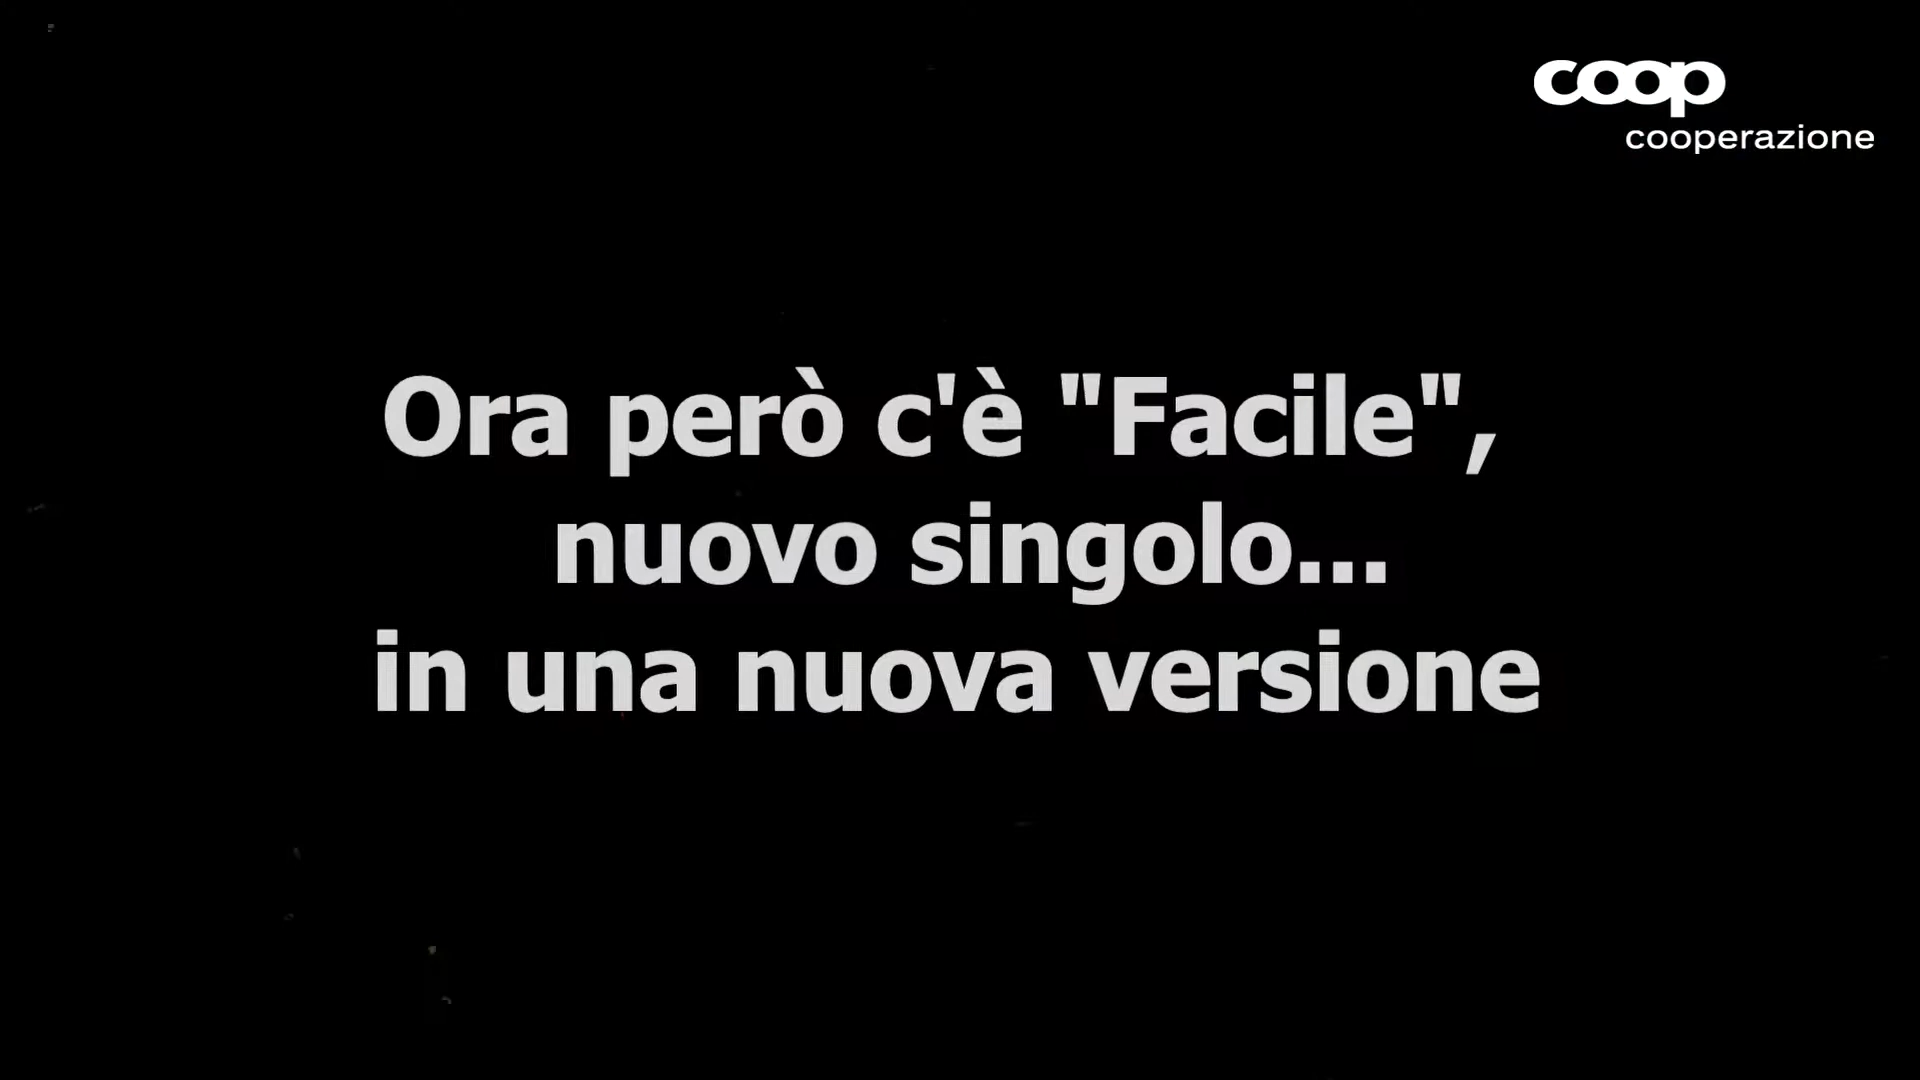 coop
cooperazione
Ora però c'è "Facile",
nuovo singolo...
in una nuova versione